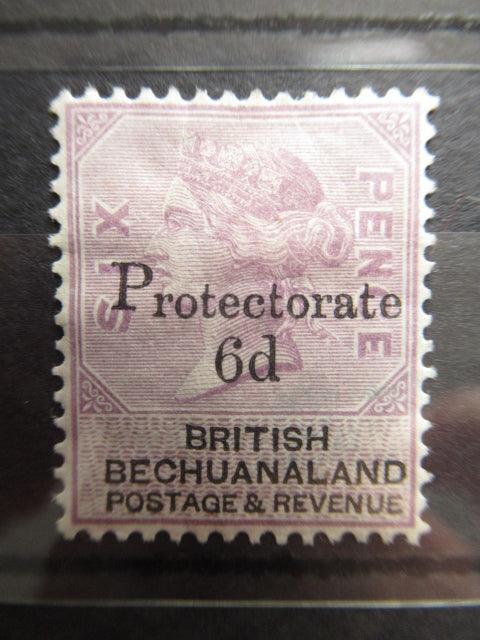 SIX PENCE
Protectorate
6d
BRITISH
BECHUANALAND
POSTAGE & REVENUE